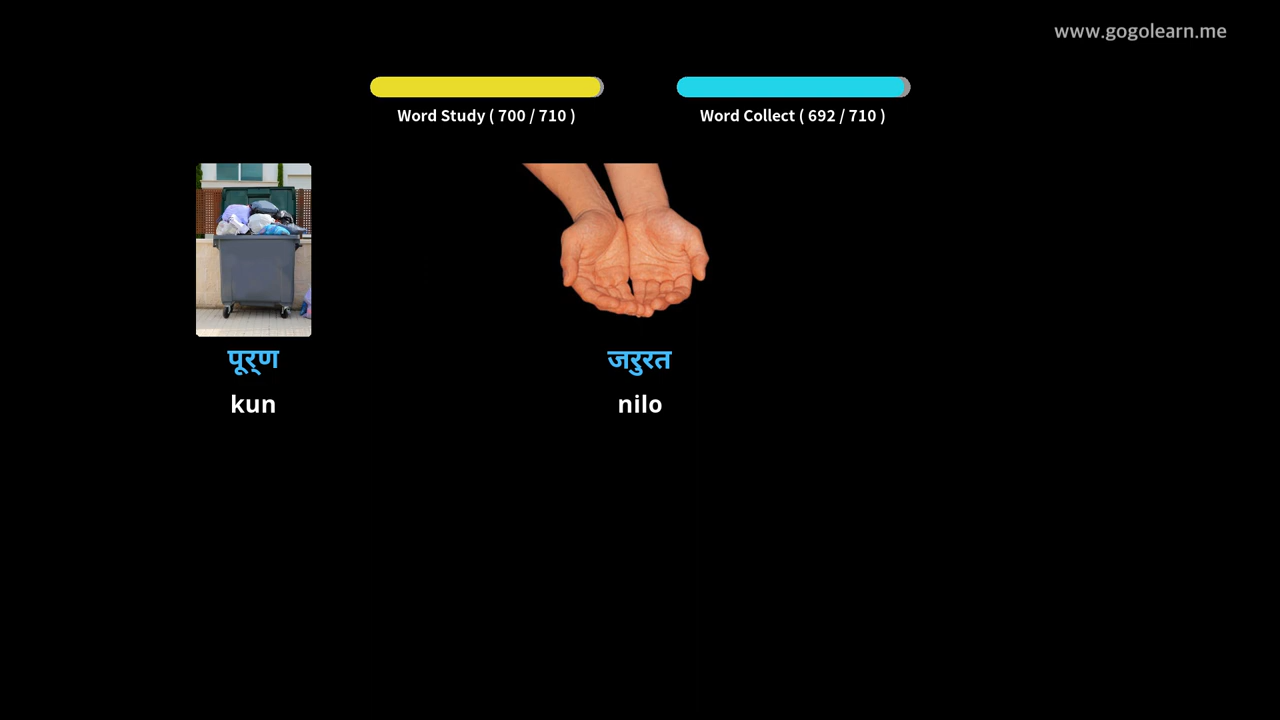 www.gogolearn.me
Word Study ( 700 / 710 )
Word Collect ( 692 / 710 )
पूर्ण
जरुरत
kun
nilo